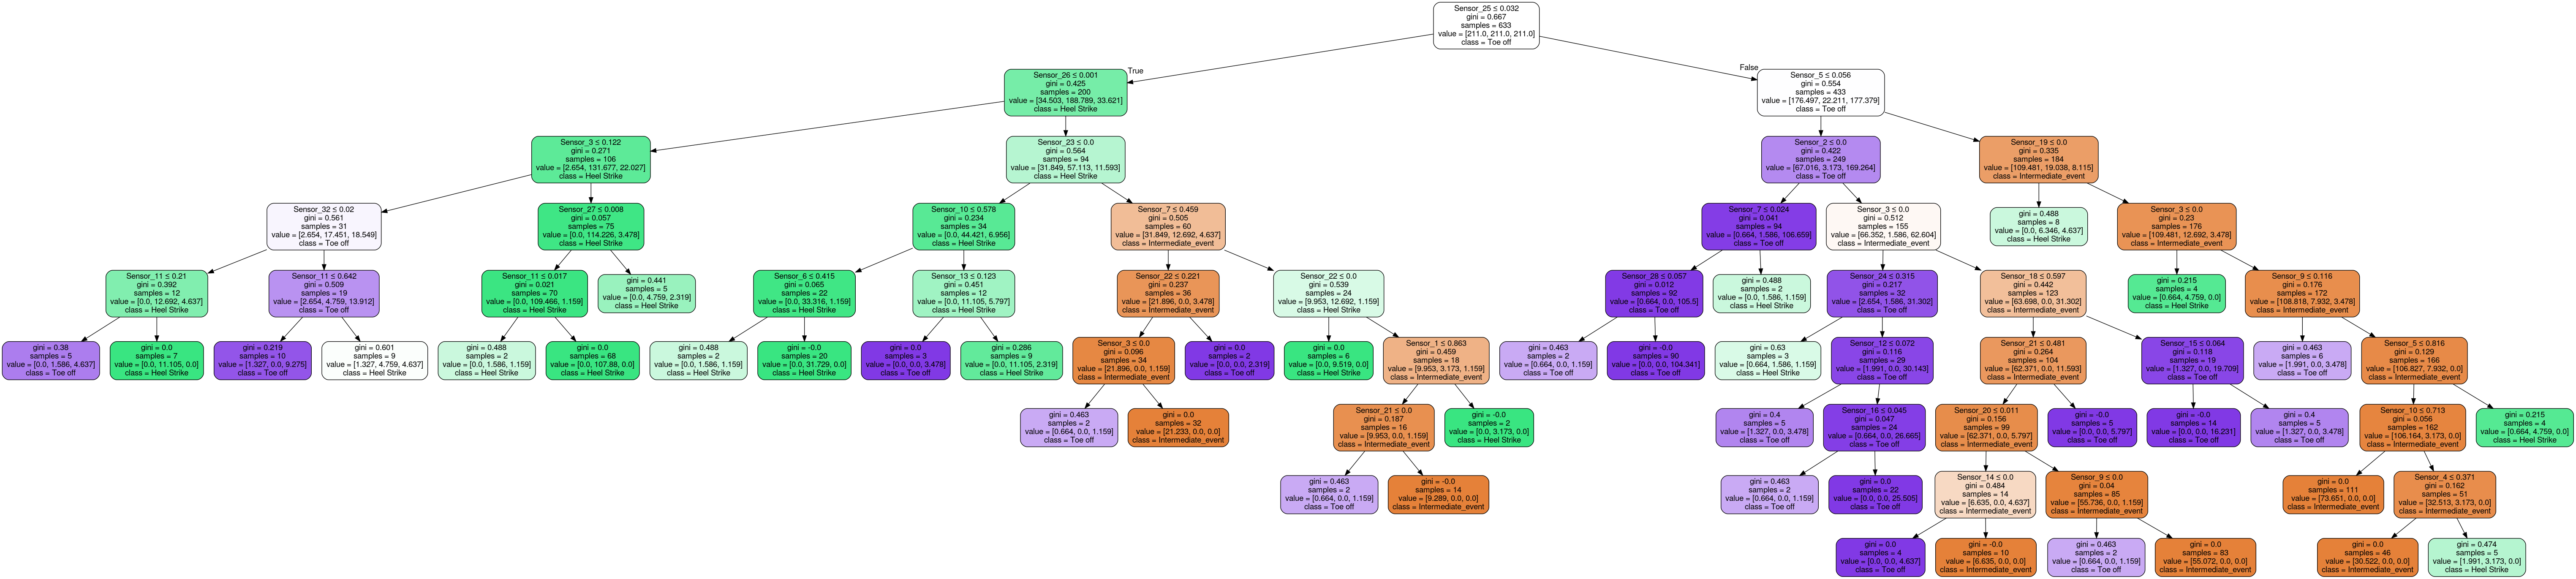 Sensor_25 ≤ 0.032
gini = 0.667
samples = 633
value = [211.0, 211.0, 211.0]
class = Toe off
True
False
Sensor_26 ≤ 0.001
gini = 0.425
samples = 200
value = [34.503, 188.789, 33.621]
class = Heel Strike
Sensor_5 ≤ 0.056
gini = 0.554
samples = 433
value = [176.497, 22.211, 177.379]
class = Toe off
Sensor_3 ≤ 0.122
gini = 0.271
samples = 106
value = [2.654, 131.677, 22.027]
class = Heel Strike
Sensor_23 ≤ 0.0
gini = 0.564
samples = 94
value = [31.849, 57.113, 11.593]
class = Heel Strike
Sensor_2 ≤ 0.0
gini = 0.422
samples = 249
value = [67.016, 3.173, 169.264]
class = Toe off
Sensor_19 ≤ 0.0
gini = 0.335
samples = 184
value = [109.481, 19.038, 8.115]
class = Intermediate_event
Sensor_32 ≤ 0.02
gini = 0.561
samples = 31
value = [2.654, 17.451, 18.549]
class = Toe off
Sensor_27 ≤ 0.008
gini = 0.057
samples = 75
value = [0.0, 114.226, 3.478]
class = Heel Strike
Sensor_10 ≤ 0.578
gini = 0.234
samples = 34
value = [0.0, 44.421, 6.956]
class = Heel Strike
Sensor_7 ≤ 0.459
gini = 0.505
samples = 60
value = [31.849, 12.692, 4.637]
class = Intermediate_event
Sensor_7 ≤ 0.024
gini = 0.041
samples = 94
value = [0.664, 1.586, 106.659]
class = Toe off
Sensor_3 ≤ 0.0
gini = 0.512
samples = 155
value = [66.352, 1.586, 62.604]
class = Toe off
gini = 0.488
samples = 8
value = [0.0, 6.346, 4.637]
class = Heel Strike
Sensor_3 ≤ 0.0
gini = 0.23
samples = 176
value = [109.481, 12.692, 3.478]
class = Intermediate_event
Sensor_11 ≤ 0.21
gini = 0.392
samples = 12
value = [0.0, 12.692, 4.637]
class = Heel Strike
Sensor_11 ≤ 0.642
gini = 0.509
samples = 19
value = [2.654, 4.759, 13.912]
class = Toe off
Sensor_11 ≤ 0.017
gini = 0.021
samples = 70
value = [0.0, 109.466, 1.159]
class = Heel Strike
gini = 0.441
samples = 5
value = [0.0, 4.759, 2.319]
class = Heel Strike
Sensor_6 ≤ 0.415
gini = 0.065
samples = 22
value = [0.0, 33.316, 1.159]
class = Heel Strike
Sensor_13 ≤ 0.123
gini = 0.451
samples = 12
value = [0.0, 11.105, 5.797]
class = Heel Strike
Sensor_22 ≤ 0.221
gini = 0.237
samples = 36
value = [21.896, 0.0, 3.478]
class = Intermediate_event
Sensor_22 ≤ 0.0
gini = 0.539
samples = 24
value = [9.953, 12.692, 1.159]
class = Heel Strike
Sensor_28 ≤ 0.057
gini = 0.012
samples = 92
value = [0.664, 0.0, 105.5]
class = Toe off
gini = 0.488
samples = 2
value = [0.0, 1.586, 1.159]
class = Heel Strike
Sensor_24 ≤ 0.315
gini = 0.217
samples = 32
value = [2.654, 1.586, 31.302]
class = Toe off
Sensor_18 ≤ 0.597
gini = 0.442
samples = 123
value = [63.698, 0.0, 31.302]
class = Intermediate_event
gini = 0.215
samples = 4
value = [0.664, 4.759, 0.0]
class = Heel Strike
Sensor_9 ≤ 0.116
gini = 0.176
samples = 172
value = [108.818, 7.932, 3.478]
class = Intermediate_event
gini = 0.38
samples = 5
value = [0.0, 1.586, 4.637]
class = Toe off
gini = 0.0
samples = 7
value = [0.0, 11.105, 0.0]
class = Heel Strike
gini = 0.219
samples = 10
value = [1.327, 0.0, 9.275]
class = Toe off
gini = 0.601
samples = 9
value = [1.327, 4.759, 4.637]
class = Heel Strike
gini = 0.488
samples = 2
value = [0.0, 1.586, 1.159]
class = Heel Strike
gini = 0.0
samples = 68
value = [0.0, 107.88, 0.0]
class = Heel Strike
gini = 0.488
samples = 2
value = [0.0, 1.586, 1.159]
class = Heel Strike
gini = -0.0
samples = 20
value = [0.0, 31.729, 0.0]
class = Heel Strike
gini = 0.0
samples = 3
value = [0.0, 0.0, 3.478]
class = Toe off
gini = 0.286
samples = 9
value = [0.0, 11.105, 2.319]
class = Heel Strike
Sensor_3 ≤ 0.0
gini = 0.096
samples = 34
value = [21.896, 0.0, 1.159]
class = Intermediate_event
gini = 0.0
samples = 2
value = [0.0, 0.0, 2.319]
class = Toe off
gini = 0.0
samples = 6
value = [0.0, 9.519, 0.0]
class = Heel Strike
Sensor_1 ≤ 0.863
gini = 0.459
samples = 18
value = [9.953, 3.173, 1.159]
class = Intermediate_event
gini = 0.463
samples = 2
value = [0.664, 0.0, 1.159]
class = Toe off
gini = -0.0
samples = 90
value = [0.0, 0.0, 104.341]
class = Toe off
gini = 0.63
samples = 3
value = [0.664, 1.586, 1.159]
class = Heel Strike
Sensor_12 ≤ 0.072
gini = 0.116
samples = 29
value = [1.991, 0.0, 30.143]
class = Toe off
Sensor_21 ≤ 0.481
gini = 0.264
samples = 104
value = [62.371, 0.0, 11.593]
class = Intermediate_event
Sensor_15 ≤ 0.064
gini = 0.118
samples = 19
value = [1.327, 0.0, 19.709]
class = Toe off
gini = 0.463
samples = 6
value = [1.991, 0.0, 3.478]
class = Toe off
Sensor_5 ≤ 0.816
gini = 0.129
samples = 166
value = [106.827, 7.932, 0.0]
class = Intermediate_event
gini = 0.463
samples = 2
value = [0.664, 0.0, 1.159]
class = Toe off
gini = 0.0
samples = 32
value = [21.233, 0.0, 0.0]
class = Intermediate_event
Sensor_21 ≤ 0.0
gini = 0.187
samples = 16
value = [9.953, 0.0, 1.159]
class = Intermediate_event
gini = -0.0
samples = 2
value = [0.0, 3.173, 0.0]
class = Heel Strike
gini = 0.4
samples = 5
value = [1.327, 0.0, 3.478]
class = Toe off
Sensor_16 ≤ 0.045
gini = 0.047
samples = 24
value = [0.664, 0.0, 26.665]
class = Toe off
Sensor_20 ≤ 0.011
gini = 0.156
samples = 99
value = [62.371, 0.0, 5.797]
class = Intermediate_event
gini = -0.0
samples = 5
value = [0.0, 0.0, 5.797]
class = Toe off
gini = -0.0
samples = 14
value = [0.0, 0.0, 16.231]
class = Toe off
gini = 0.4
samples = 5
value = [1.327, 0.0, 3.478]
class = Toe off
Sensor_10 ≤ 0.713
gini = 0.056
samples = 162
value = [106.164, 3.173, 0.0]
class = Intermediate_event
gini = 0.215
samples = 4
value = [0.664, 4.759, 0.0]
class = Heel Strike
gini = 0.463
samples = 2
value = [0.664, 0.0, 1.159]
class = Toe off
gini = -0.0
samples = 14
value = [9.289, 0.0, 0.0]
class = Intermediate_event
gini = 0.463
samples = 2
value = [0.664, 0.0, 1.159]
class = Toe off
gini = 0.0
samples = 22
value = [0.0, 0.0, 25.505]
class = Toe off
Sensor_14 ≤ 0.0
gini = 0.484
samples = 14
value = [6.635, 0.0, 4.637]
class = Intermediate_event
Sensor_9 ≤ 0.0
gini = 0.04
samples = 85
value = [55.736, 0.0, 1.159]
class = Intermediate_event
gini = 0.0
samples = 111
value = [73.651, 0.0, 0.0]
class = Intermediate_event
Sensor_4 ≤ 0.371
gini = 0.162
samples = 51
value = [32.513, 3.173, 0.0]
class = Intermediate_event
gini = 0.0
samples = 4
value = [0.0, 0.0, 4.637]
class = Toe off
gini = -0.0
samples = 10
value = [6.635, 0.0, 0.0]
class = Intermediate_event
gini = 0.463
samples = 2
value = [0.664, 0.0, 1.159]
class = Toe off
gini = 0.0
samples = 83
value = [55.072, 0.0, 0.0]
class = Intermediate_event
gini = 0.0
samples = 46
value = [30.522, 0.0, 0.0]
class = Intermediate_event
gini = 0.474
samples = 5
value = [1.991, 3.173, 0.0]
class = Heel Strike